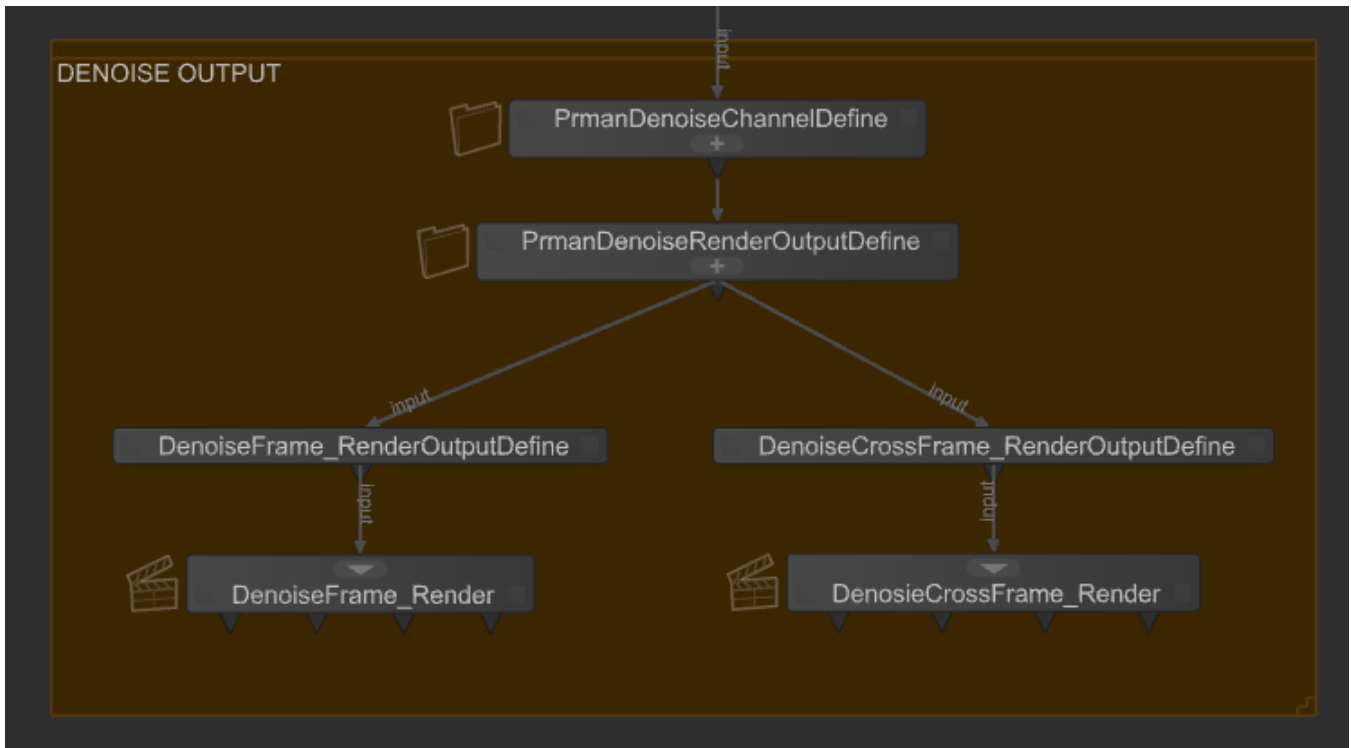 input
DENOISE OUTPUT
PrmanDenoiseChannelDefine
PrmanDenoiseRenderOutputDefine
input
input
DenoiseFrame_RenderOutputDefine
DenoiseCrossFrame_RenderOutputDefine
input
input
DenoiseFrame_Render
DenosieCrossFrame_Render